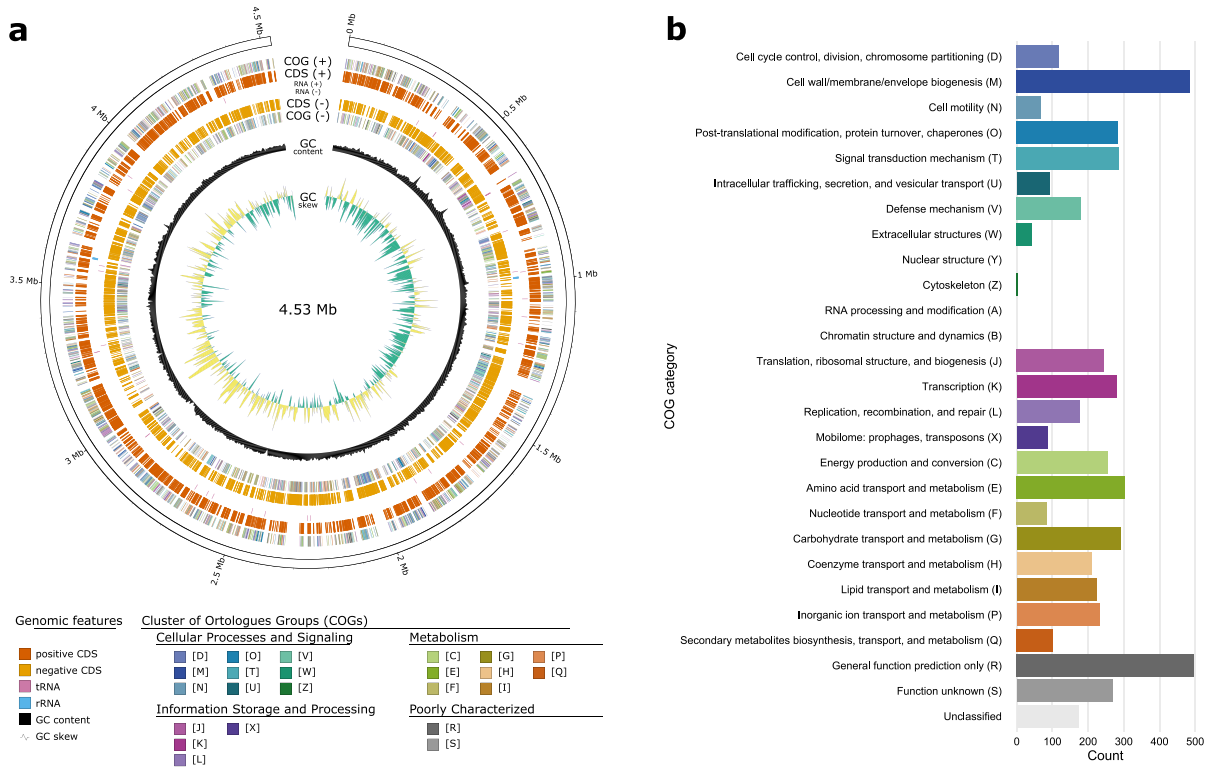 a
4.5 Mb
0 Mb
0.5 Mb
1 Mb
1.5 Mb
2 Mb
2.5 Mb
3 Mb
3.5 Mb
4 Mb
COG (+)
CDS (+)
RNA (+)
RNA (-)
CDS (-)
COG (-)
GC
content
GC
skew
4.53 Mb
Genomic features
positive CDS
negative CDS
tRNA
rRNA
GC content
GC skew
Cluster of Ortologues Groups (COGs)
Cellular Processes and Signaling
[D] [O] [V]
[M] [T] [W]
[N] [U] [Z]
Metabolism
[C] [G] [P]
[E] [H] [Q]
[F] [I]
Information Storage and Processing
[J] [X]
[K]
[L]
Poorly Characterized
[R]
[S]
b
COG category
Cell cycle control, division, chromosome partitioning (D)
Cell wall/membrane/envelope biogenesis (M)
Cell motility (N)
Post-translational modification, protein turnover, chaperones (O)
Signal transduction mechanism (T)
Intracellular trafficking, secretion, and vesicular transport (U)
Defense mechanism (V)
Extracellular structures (W)
Nuclear structure (Y)
Cytoskeleton (Z)
RNA processing and modification (A)
Chromatin structure and dynamics (B)
Translation, ribosomal structure, and biogenesis (J)
Transcription (K)
Replication, recombination, and repair (L)
Mobilome: prophages, transposons (X)
Energy production and conversion (C)
Amino acid transport and metabolism (E)
Nucleotide transport and metabolism (F)
Carbohydrate transport and metabolism (G)
Coenzyme transport and metabolism (H)
Lipid transport and metabolism (I)
Inorganic ion transport and metabolism (P)
Secondary metabolites biosynthesis, transport, and metabolism (Q)
General function prediction only (R)
Function unknown (S)
Unclassified
0 100 200 300 400 500
Count